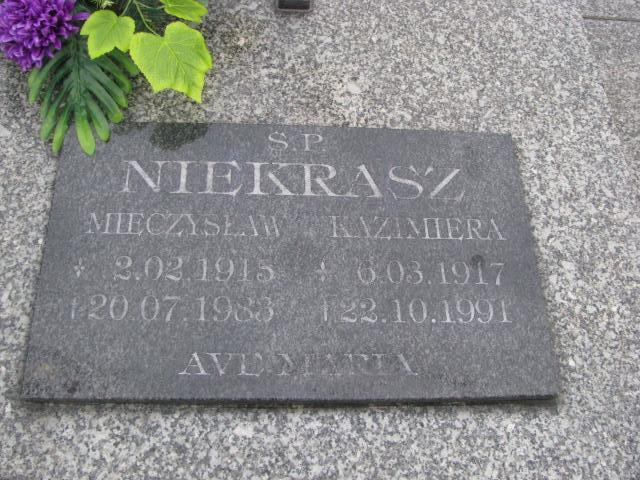 Ś.P.
NIEKRASZ
MIECZYSŁAW KAZIMIERA
2.02.1915 6.03.1917
†20.07.1983 †22.10.1991
AVE MARIA